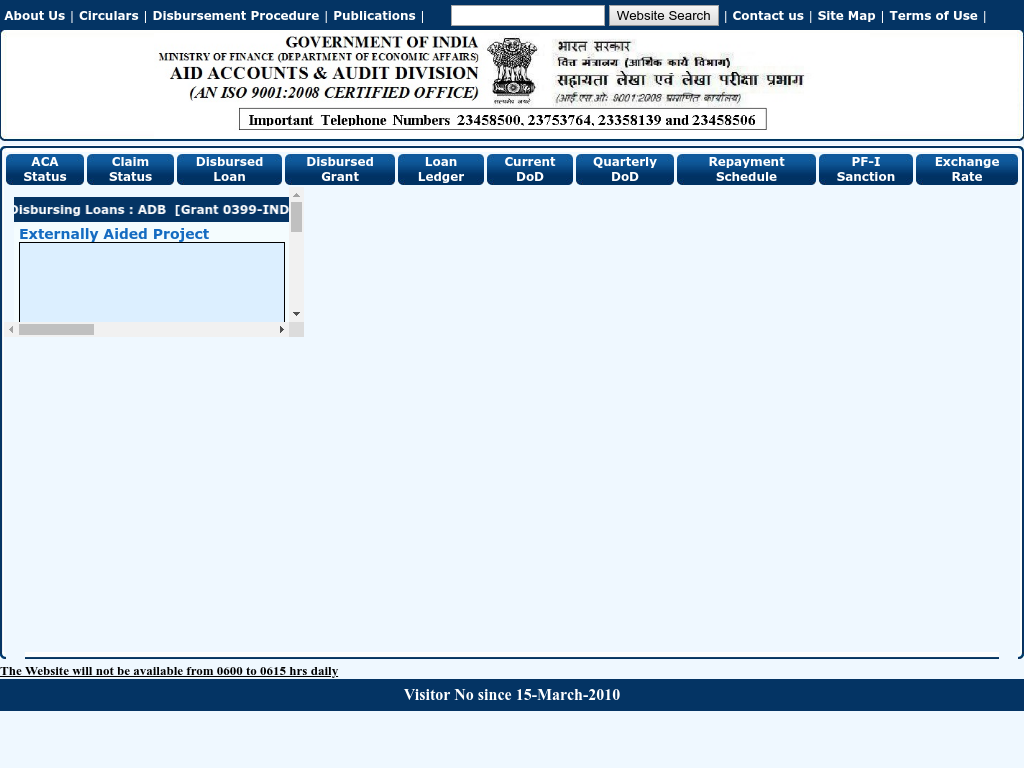 About Us | Circulars | Disbursement Procedure | Publications |
Website Search | Contact us | Site Map | Terms of Use |
GOVERNMENT OF INDIA
MINISTRY OF FINANCE (DEPARTMENT OF ECONOMIC AFFAIRS)
AID ACCOUNTS & AUDIT DIVISION
(AN ISO 9001:2008 CERTIFIED OFFICE)
सत्यमेव जयते
भारत सरकार
वित्त मंत्रालय (आर्थिक कार्य विभाग)
सहायता लेखा एवं लेखा परीक्षा प्रभाग
(आई.एस.ओ. 9001:2008 प्रमाणित कार्यालय)
Important Telephone Numbers 23458500, 23753764, 23358139 and 23458506
ACA Status
Claim Status
Disbursed Loan
Disbursed Grant
Loan Ledger
Current DoD
Quarterly DoD
Repayment Schedule
PF-I Sanction
Exchange Rate
Disbursing Loans : ADB [Grant 0399-IND
Externally Aided Project
The Website will not be available from 0600 to 0615 hrs daily
Visitor No since 15-March-2010